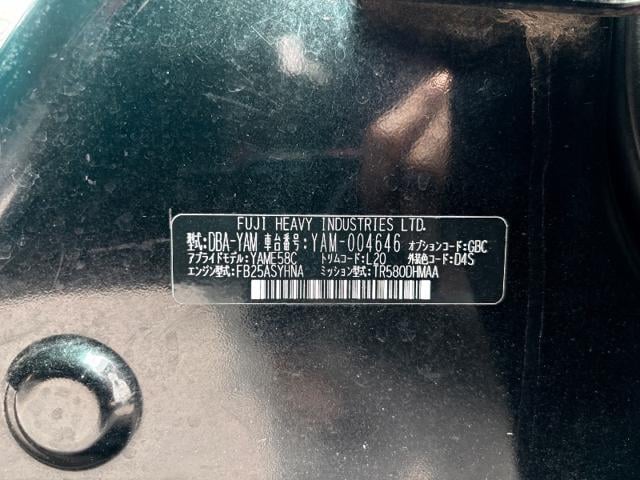 FUJI HEAVY INDUSTRIES LTD.
型式:DBA-YAM 車台番号:YAM-004646 オプションコード:GBC
アプライドモデル:YAME58C トリムコード:L20 外装色コード:D4S
エンジン型式:FB25ASYHNA ミッション型式:TR580DHMAA